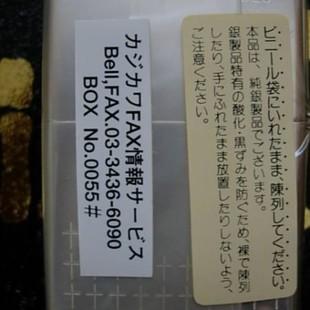 ビニール袋にいれたまま、陳列してください。
本品は、純銀製品でございます。
銀製品特有の酸化・黒ずみを防ぐため、裸で陳列
したり、手にふれたまま放置したりしないよう、
ご注意ください。
カジカワFAX情報サービス
Bell,FAX.03-3436-6090
BOX No.0055#